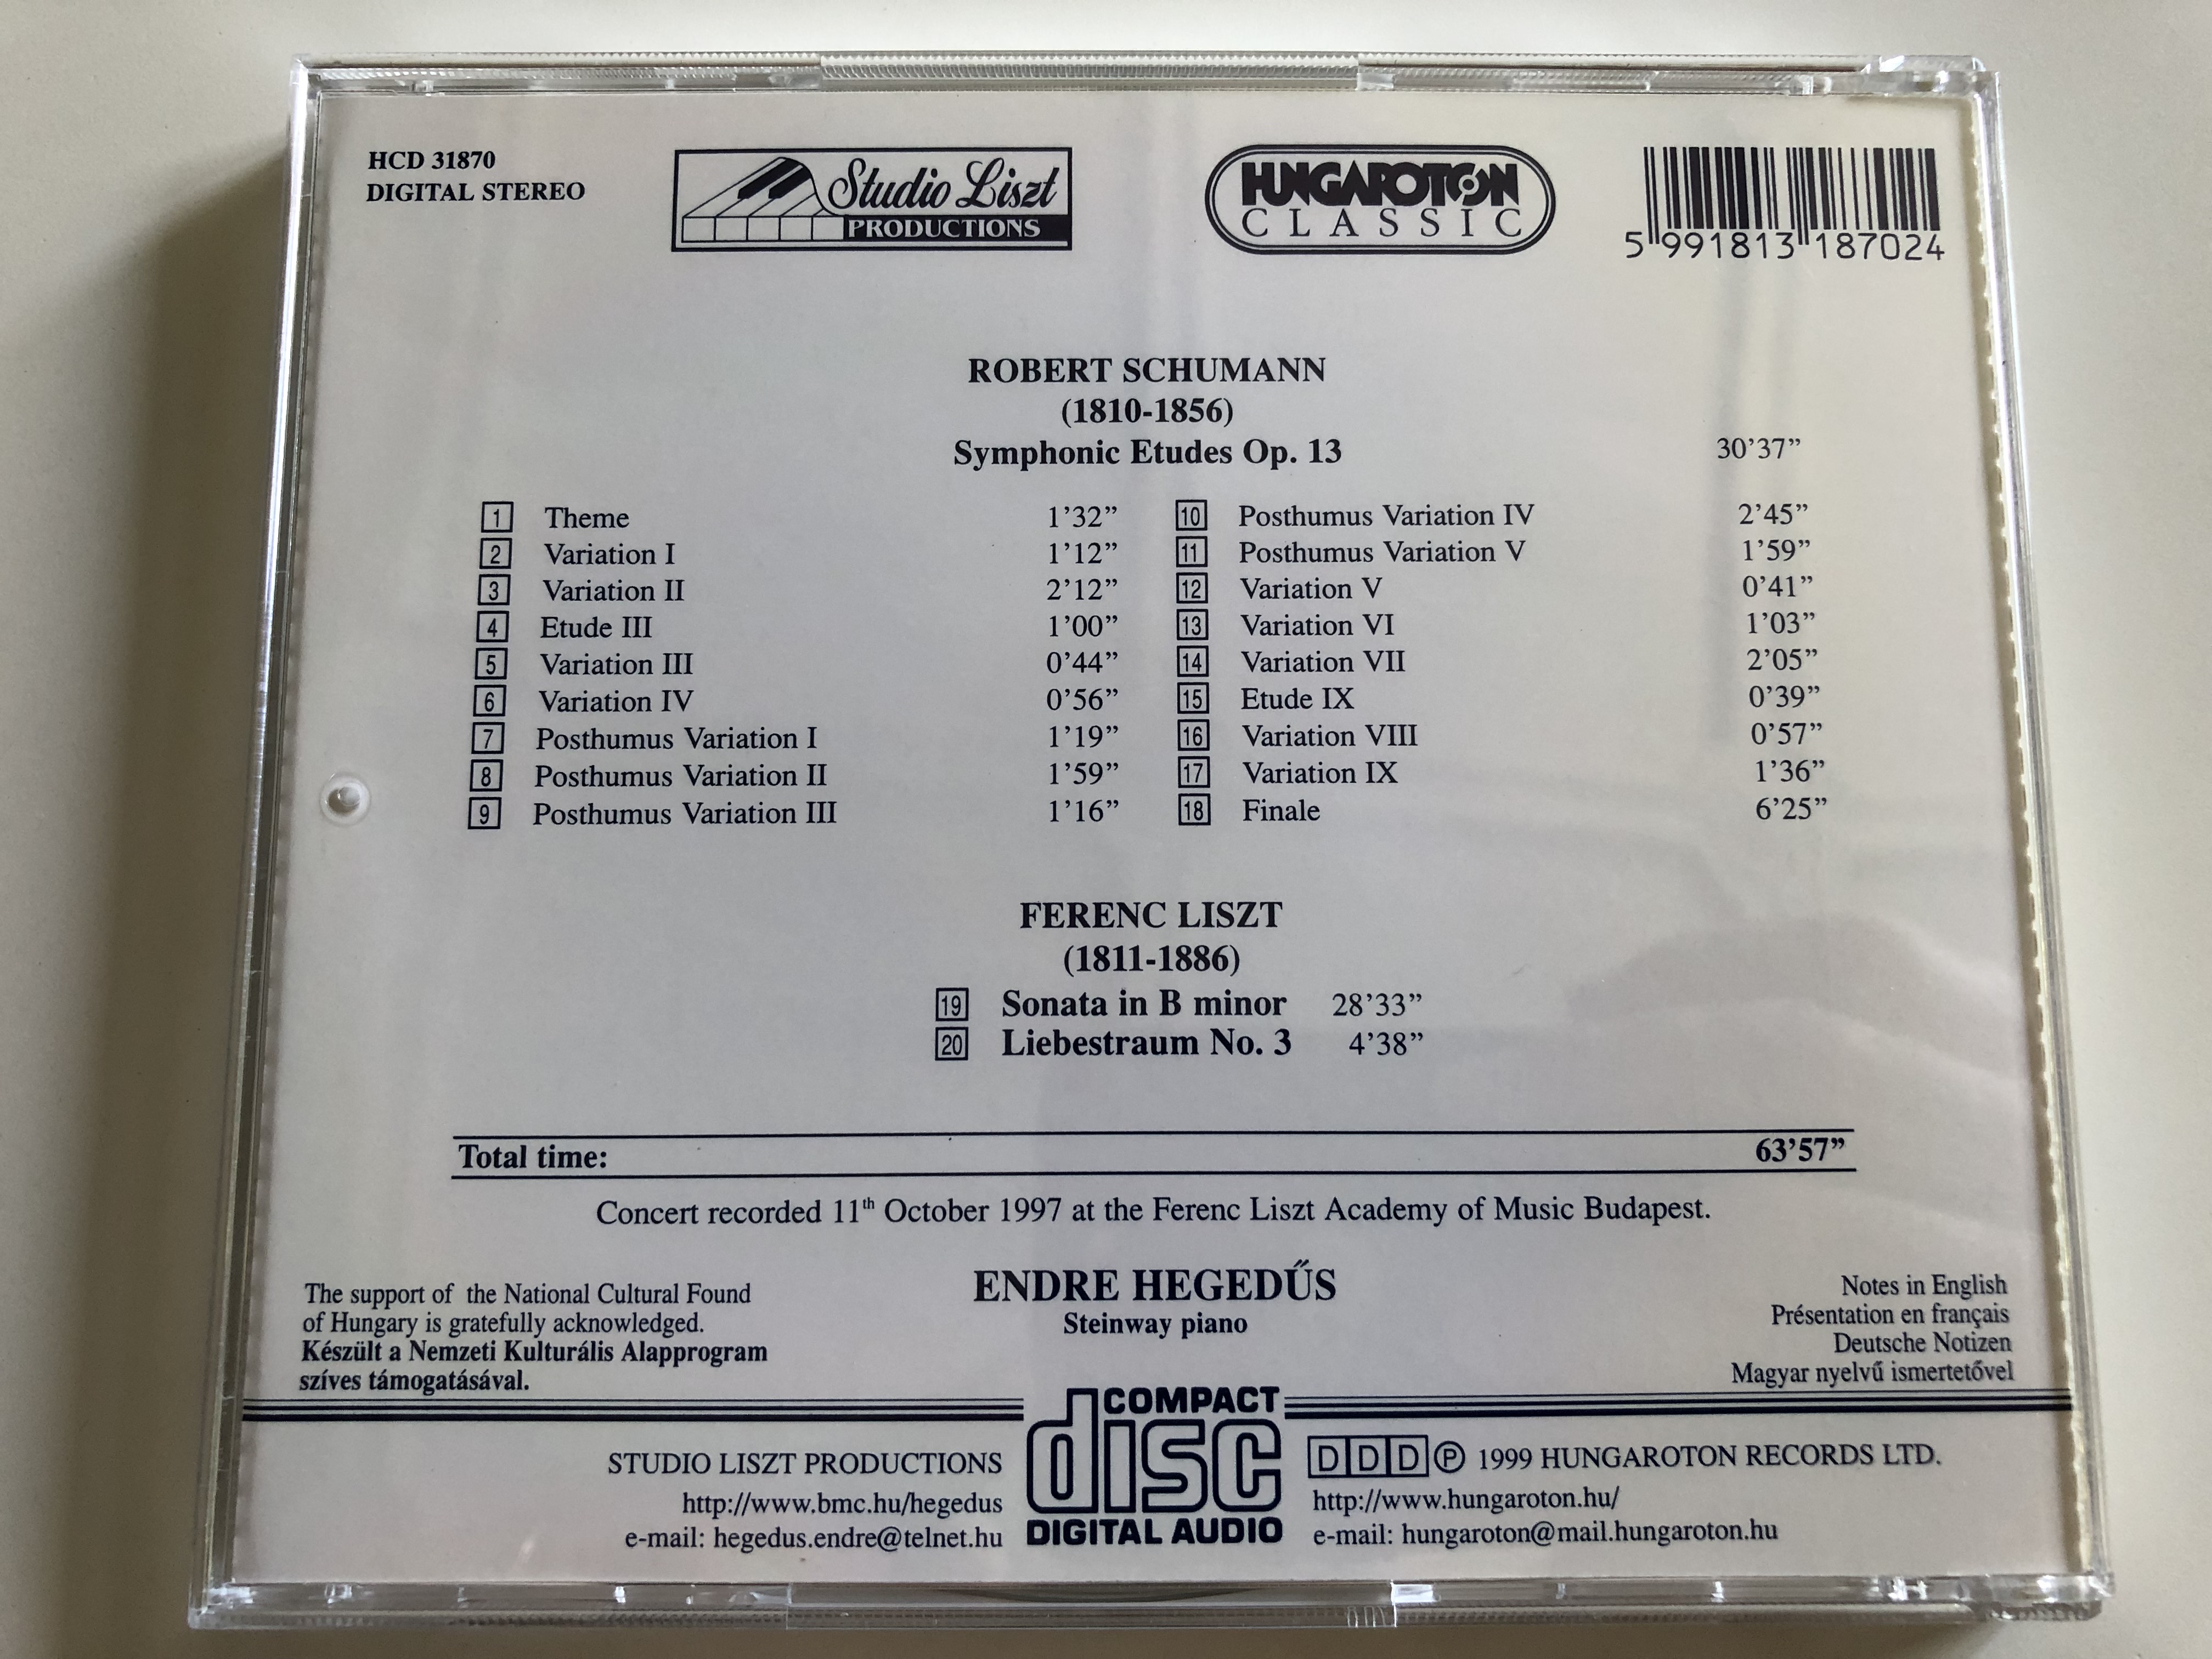 HCD 31870
DIGITAL STEREO
Studio Liszt
PRODUCTIONS
HUNGAROTON
CLASSIC
5 991813 187024
ROBERT SCHUMANN
(1810-1856)
Symphonic Etudes Op. 13 30’37”
1 Theme 1’32”
2 Variation I 1’12”
3 Variation II 2’12”
4 Etude III 1’00”
5 Variation III 0’44”
6 Variation IV 0’56”
7 Posthumus Variation I 1’19”
8 Posthumus Variation II 1’59”
9 Posthumus Variation III 1’16”
10 Posthumus Variation IV 2’45”
11 Posthumus Variation V 1’59”
12 Variation V 0’41”
13 Variation VI 1’03”
14 Variation VII 2’05”
15 Etude IX 0’39”
16 Variation VIII 0’57”
17 Variation IX 1’36”
18 Finale 6’25”
FERENC LISZT
(1811-1886)
19 Sonata in B minor 28’33”
20 Liebestraum No. 3 4’38”
Total time: 63’57”
Concert recorded 11th October 1997 at the Ferenc Liszt Academy of Music Budapest.
The support of the National Cultural Found
of Hungary is gratefully acknowledged.
Készült a Nemzeti Kulturális Alapprogram
szíves támogatásával.
ENDRE HEGEDŰS
Steinway piano
Notes in English
Présentation en français
Deutsche Notizen
Magyar nyelvű ismertetővel
STUDIO LISZT PRODUCTIONS
http://www.bmc.hu/hegedus
e-mail: hegedus.endre@telnet.hu
COMPACT
disc
DIGITAL AUDIO
DDD ℗ 1999 HUNGAROTON RECORDS LTD.
http://www.hungaroton.hu/
e-mail: hungaroton@mail.hungaroton.hu